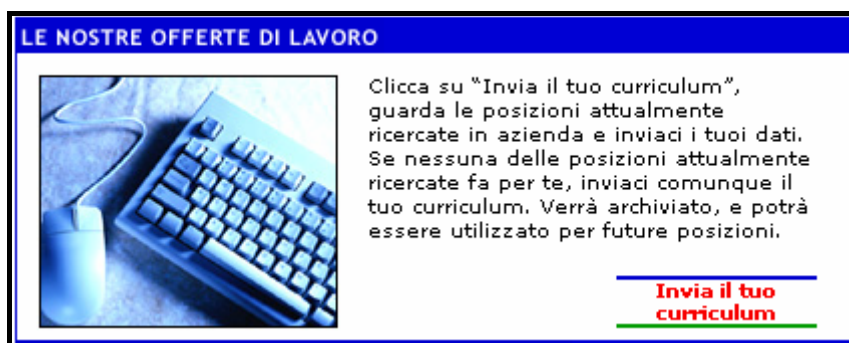 LE NOSTRE OFFERTE DI LAVORO
Clicca su “Invia il tuo curriculum”,
guarda le posizioni attualmente
ricercate in azienda e inviaci i tuoi dati.
Se nessuna delle posizioni attualmente
ricercate fa per te, inviaci comunque il
tuo curriculum. Verrà archiviato, e potrà
essere utilizzato per future posizioni.
Invia il tuo
curriculum